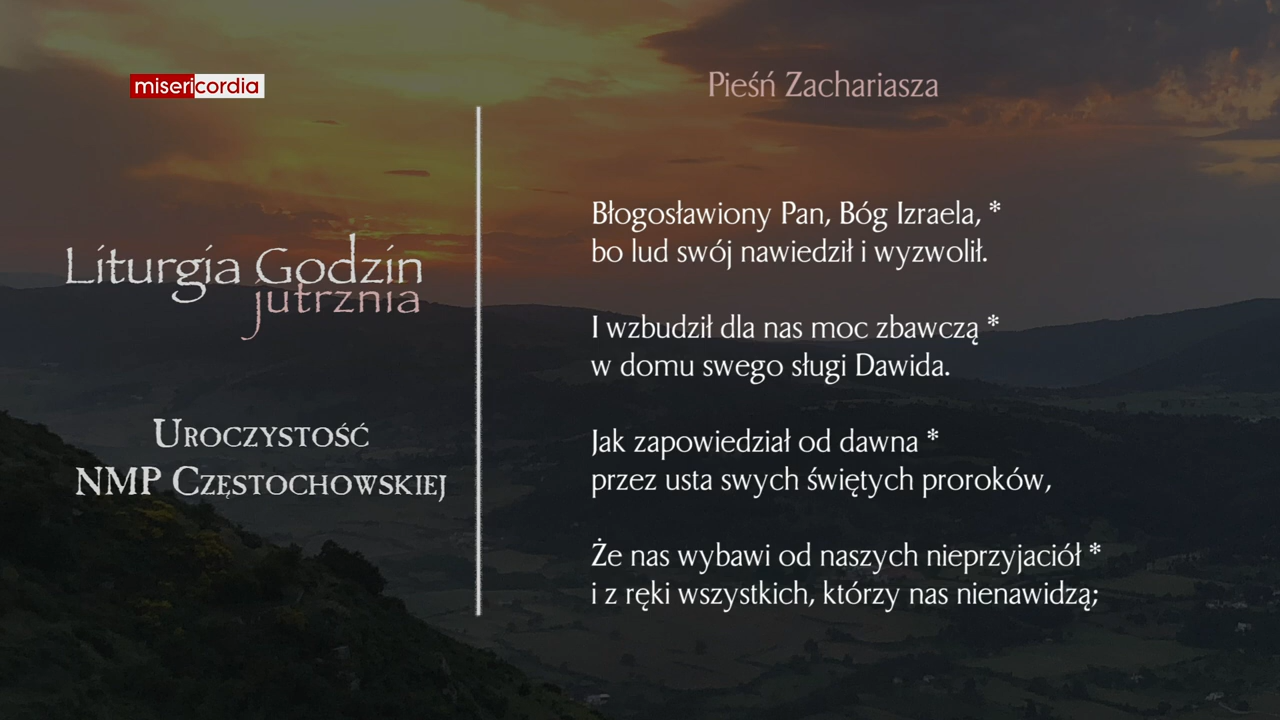 misericordia
Liturgia Godzin
jutrznia
Uroczystość
NMP Częstochowskiej
Pieśń Zachariasza
Błogosławiony Pan, Bóg Izraela, *
bo lud swój nawiedził i wyzwolił.
I wzbudził dla nas moc zbawczą *
w domu swego sługi Dawida.
Jak zapowiedział od dawna *
przez usta swych świętych proroków,
Że nas wybawi od naszych nieprzyjaciół *
i z ręki wszystkich, którzy nas nienawidzą;